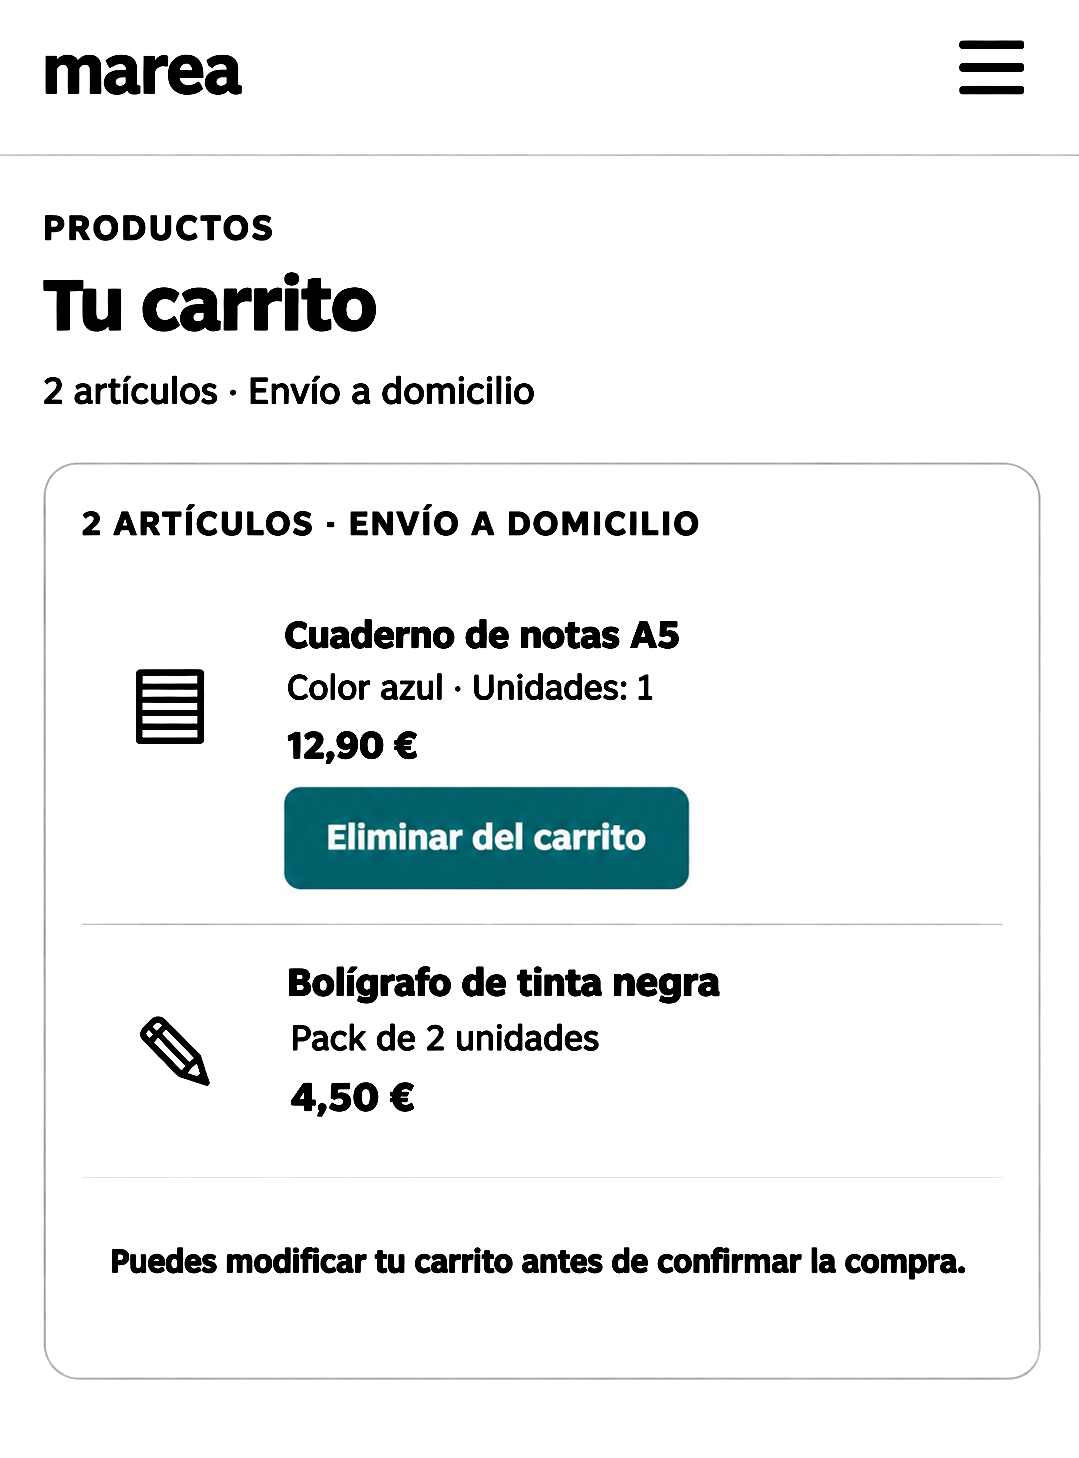 marea
PRODUCTOS
Tu carrito
2 artículos · Envío a domicilio
2 ARTÍCULOS · ENVÍO A DOMICILIO
Cuaderno de notas A5
Color azul · Unidades: 1
12,90 €
Eliminar del carrito
Bolígrafo de tinta negra
Pack de 2 unidades
4,50 €
Puedes modificar tu carrito antes de confirmar la compra.